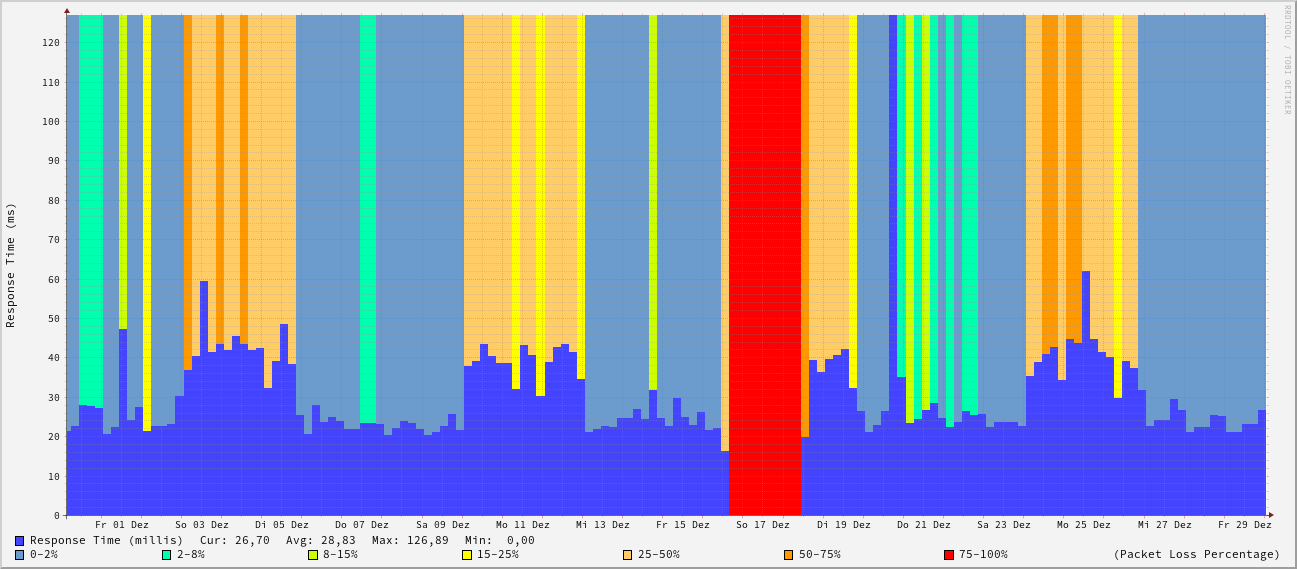 RRDTOOL / TOBI OETIKER
Response Time (ms)
120
110
100
90
80
70
60
50
40
30
20
10
0
Fr 01 Dez So 03 Dez Di 05 Dez Do 07 Dez Sa 09 Dez Mo 11 Dez Mi 13 Dez Fr 15 Dez So 17 Dez Di 19 Dez Do 21 Dez Sa 23 Dez Mo 25 Dez Mi 27 Dez Fr 29 Dez
Response Time (millis) Cur: 26,70 Avg: 28,83 Max: 126,89 Min: 0,00
0-2% 2-8% 8-15% 15-25% 25-50% 50-75% 75-100% (Packet Loss Percentage)